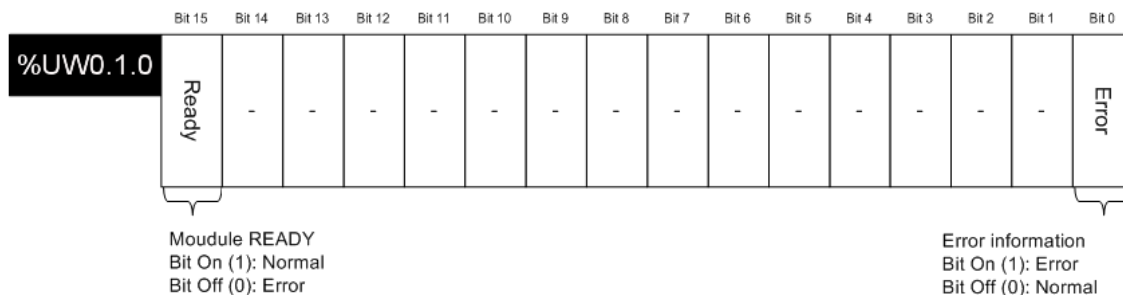 Bit 15 Bit 14 Bit 13 Bit 12 Bit 11 Bit 10 Bit 9 Bit 8 Bit 7 Bit 6 Bit 5 Bit 4 Bit 3 Bit 2 Bit 1 Bit 0
%UW0.1.0 Ready - - - - - - - - - - - - - - Error
Moudule READY
Bit On (1): Normal
Bit Off (0): Error
Error information
Bit On (1): Error
Bit Off (0): Normal